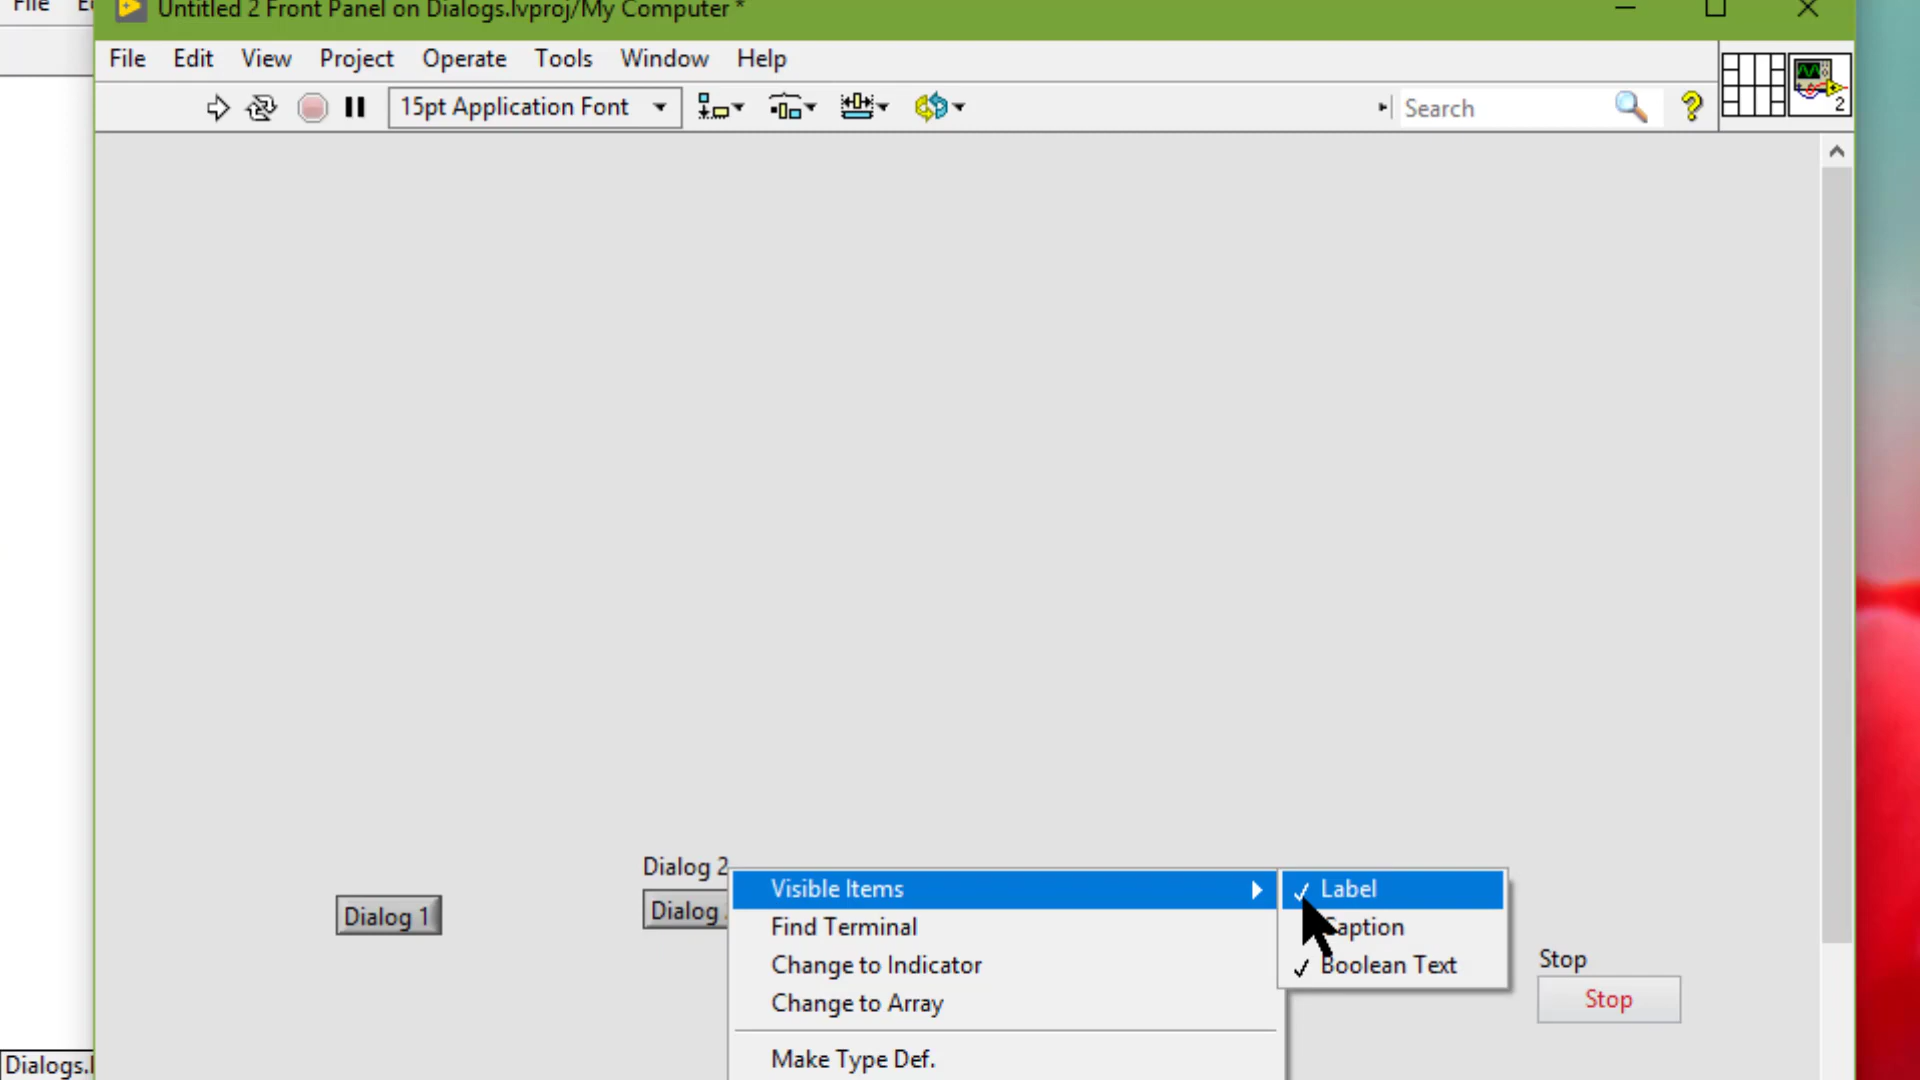 File
Untitled 2 Front Panel on Dialogs.lvproj/My Computer *
File Edit View Project Operate Tools Window Help
15pt Application Font
Search
2
Dialog 2
Dialog 1
Dialog
Visible Items
Label
Find Terminal
Caption
Change to Indicator
Boolean Text
Change to Array
Stop
Stop
Make Type Def.
Dialogs.